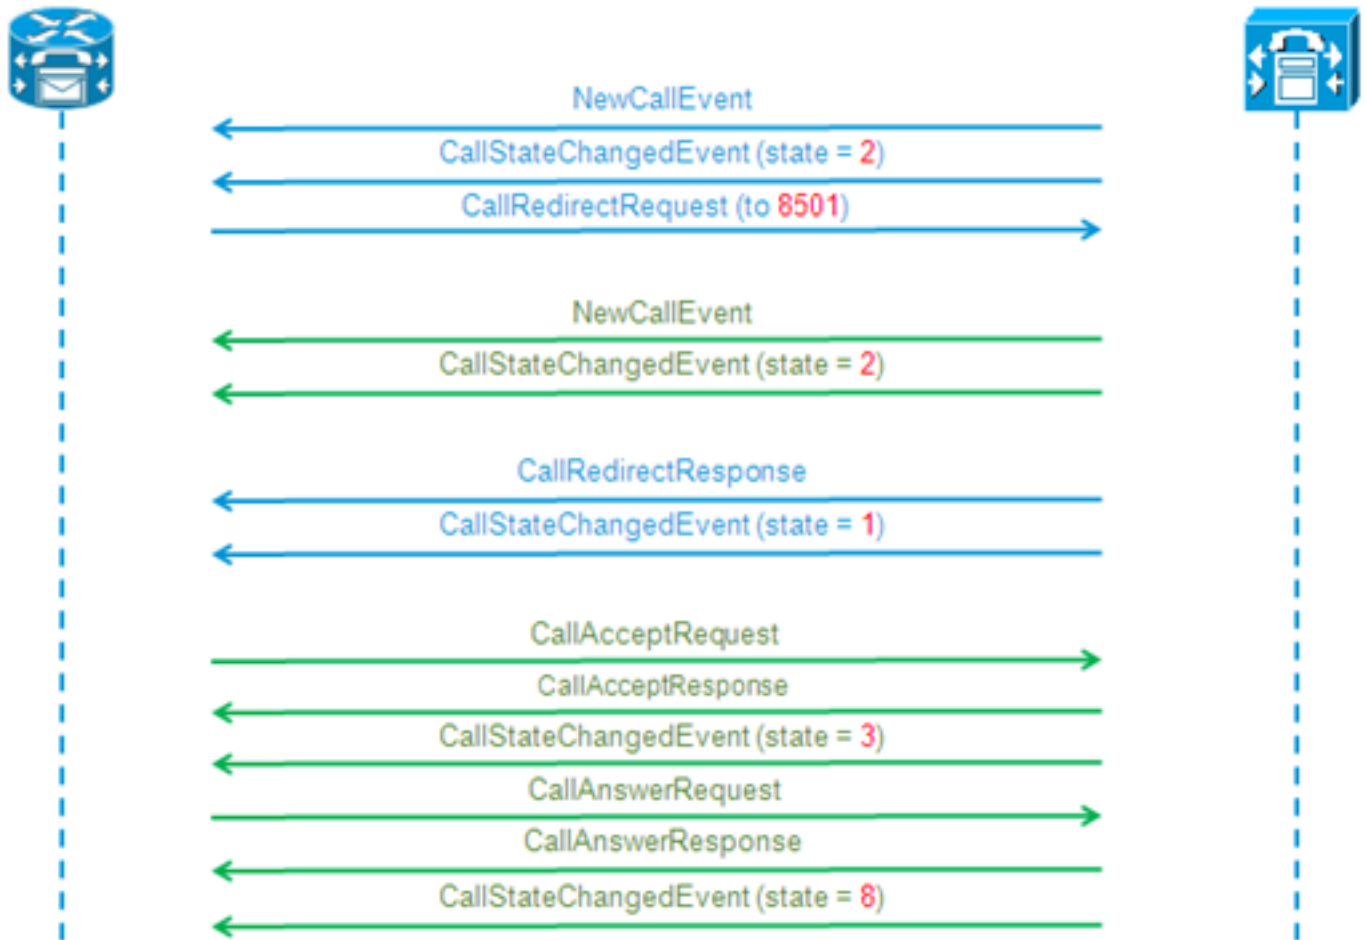 NewCallEvent
CallStateChangedEvent (state = 2)
CallRedirectRequest (to 8501)
NewCallEvent
CallStateChangedEvent (state = 2)
CallRedirectResponse
CallStateChangedEvent (state = 1)
CallAcceptRequest
CallAcceptResponse
CallStateChangedEvent (state = 3)
CallAnswerRequest
CallAnswerResponse
CallStateChangedEvent (state = 8)